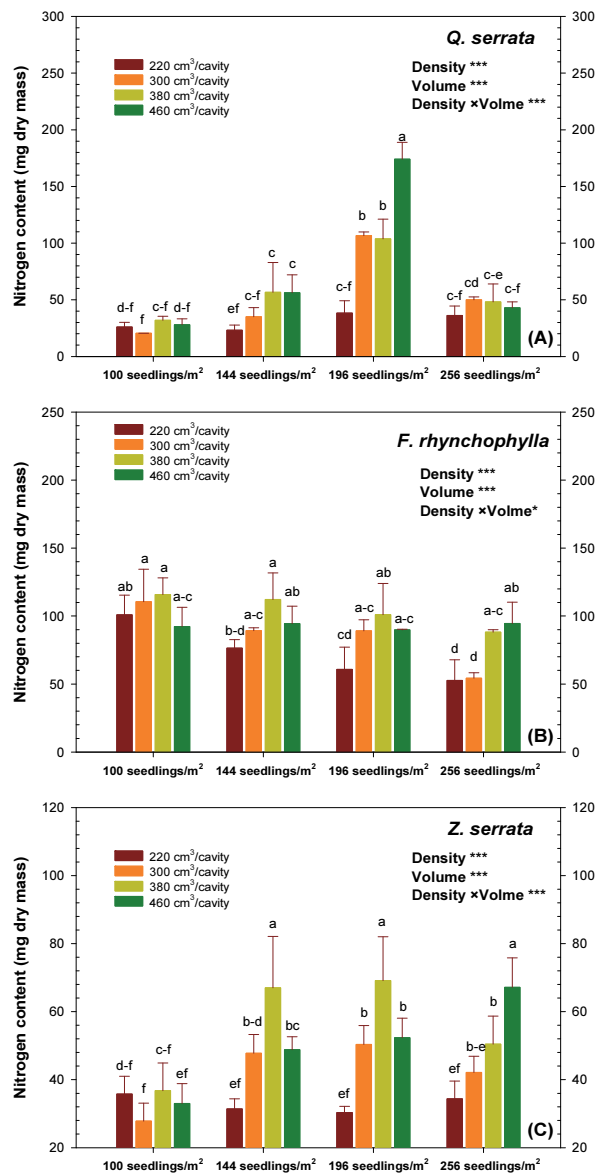 300 300
Q. serrata
220 cm³/cavity
300 cm³/cavity
380 cm³/cavity
460 cm³/cavity
Density ***
Volume ***
Density ×Volme ***
250 250
200 200
150 150
100 100
50 50
0 0
Nitrogen content (mg dry mass)
d-f f c-f d-f
ef c-f c c
c-f b b a
c-f cd c-e c-f
(A)
100 seedlings/m² 144 seedlings/m² 196 seedlings/m² 256 seedlings/m²
250 250
F. rhynchophylla
220 cm³/cavity
300 cm³/cavity
380 cm³/cavity
460 cm³/cavity
Density ***
Volume ***
Density ×Volme*
200 200
150 150
100 100
50 50
0 0
Nitrogen content (mg dry mass)
ab a a a-c
b-d a-c a ab
cd a-c ab a-c
d d a-c ab
(B)
100 seedlings/m² 144 seedlings/m² 196 seedlings/m² 256 seedlings/m²
120 120
Z. serrata
220 cm³/cavity
300 cm³/cavity
380 cm³/cavity
460 cm³/cavity
Density ***
Volume ***
Density ×Volme ***
100 100
80 80
60 60
40 40
20 20
Nitrogen content (mg dry mass)
d-f f c-f ef
ef b-d a bc
ef b a b
ef b-e b a
(C)
100 seedlings/m² 144 seedlings/m² 196 seedlings/m² 256 seedlings/m²